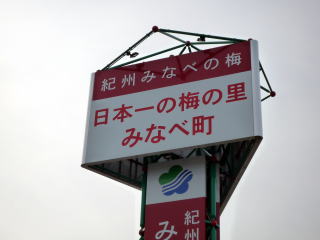 紀州みなべの梅
日本一の梅の里
みなべ町
紀州
み